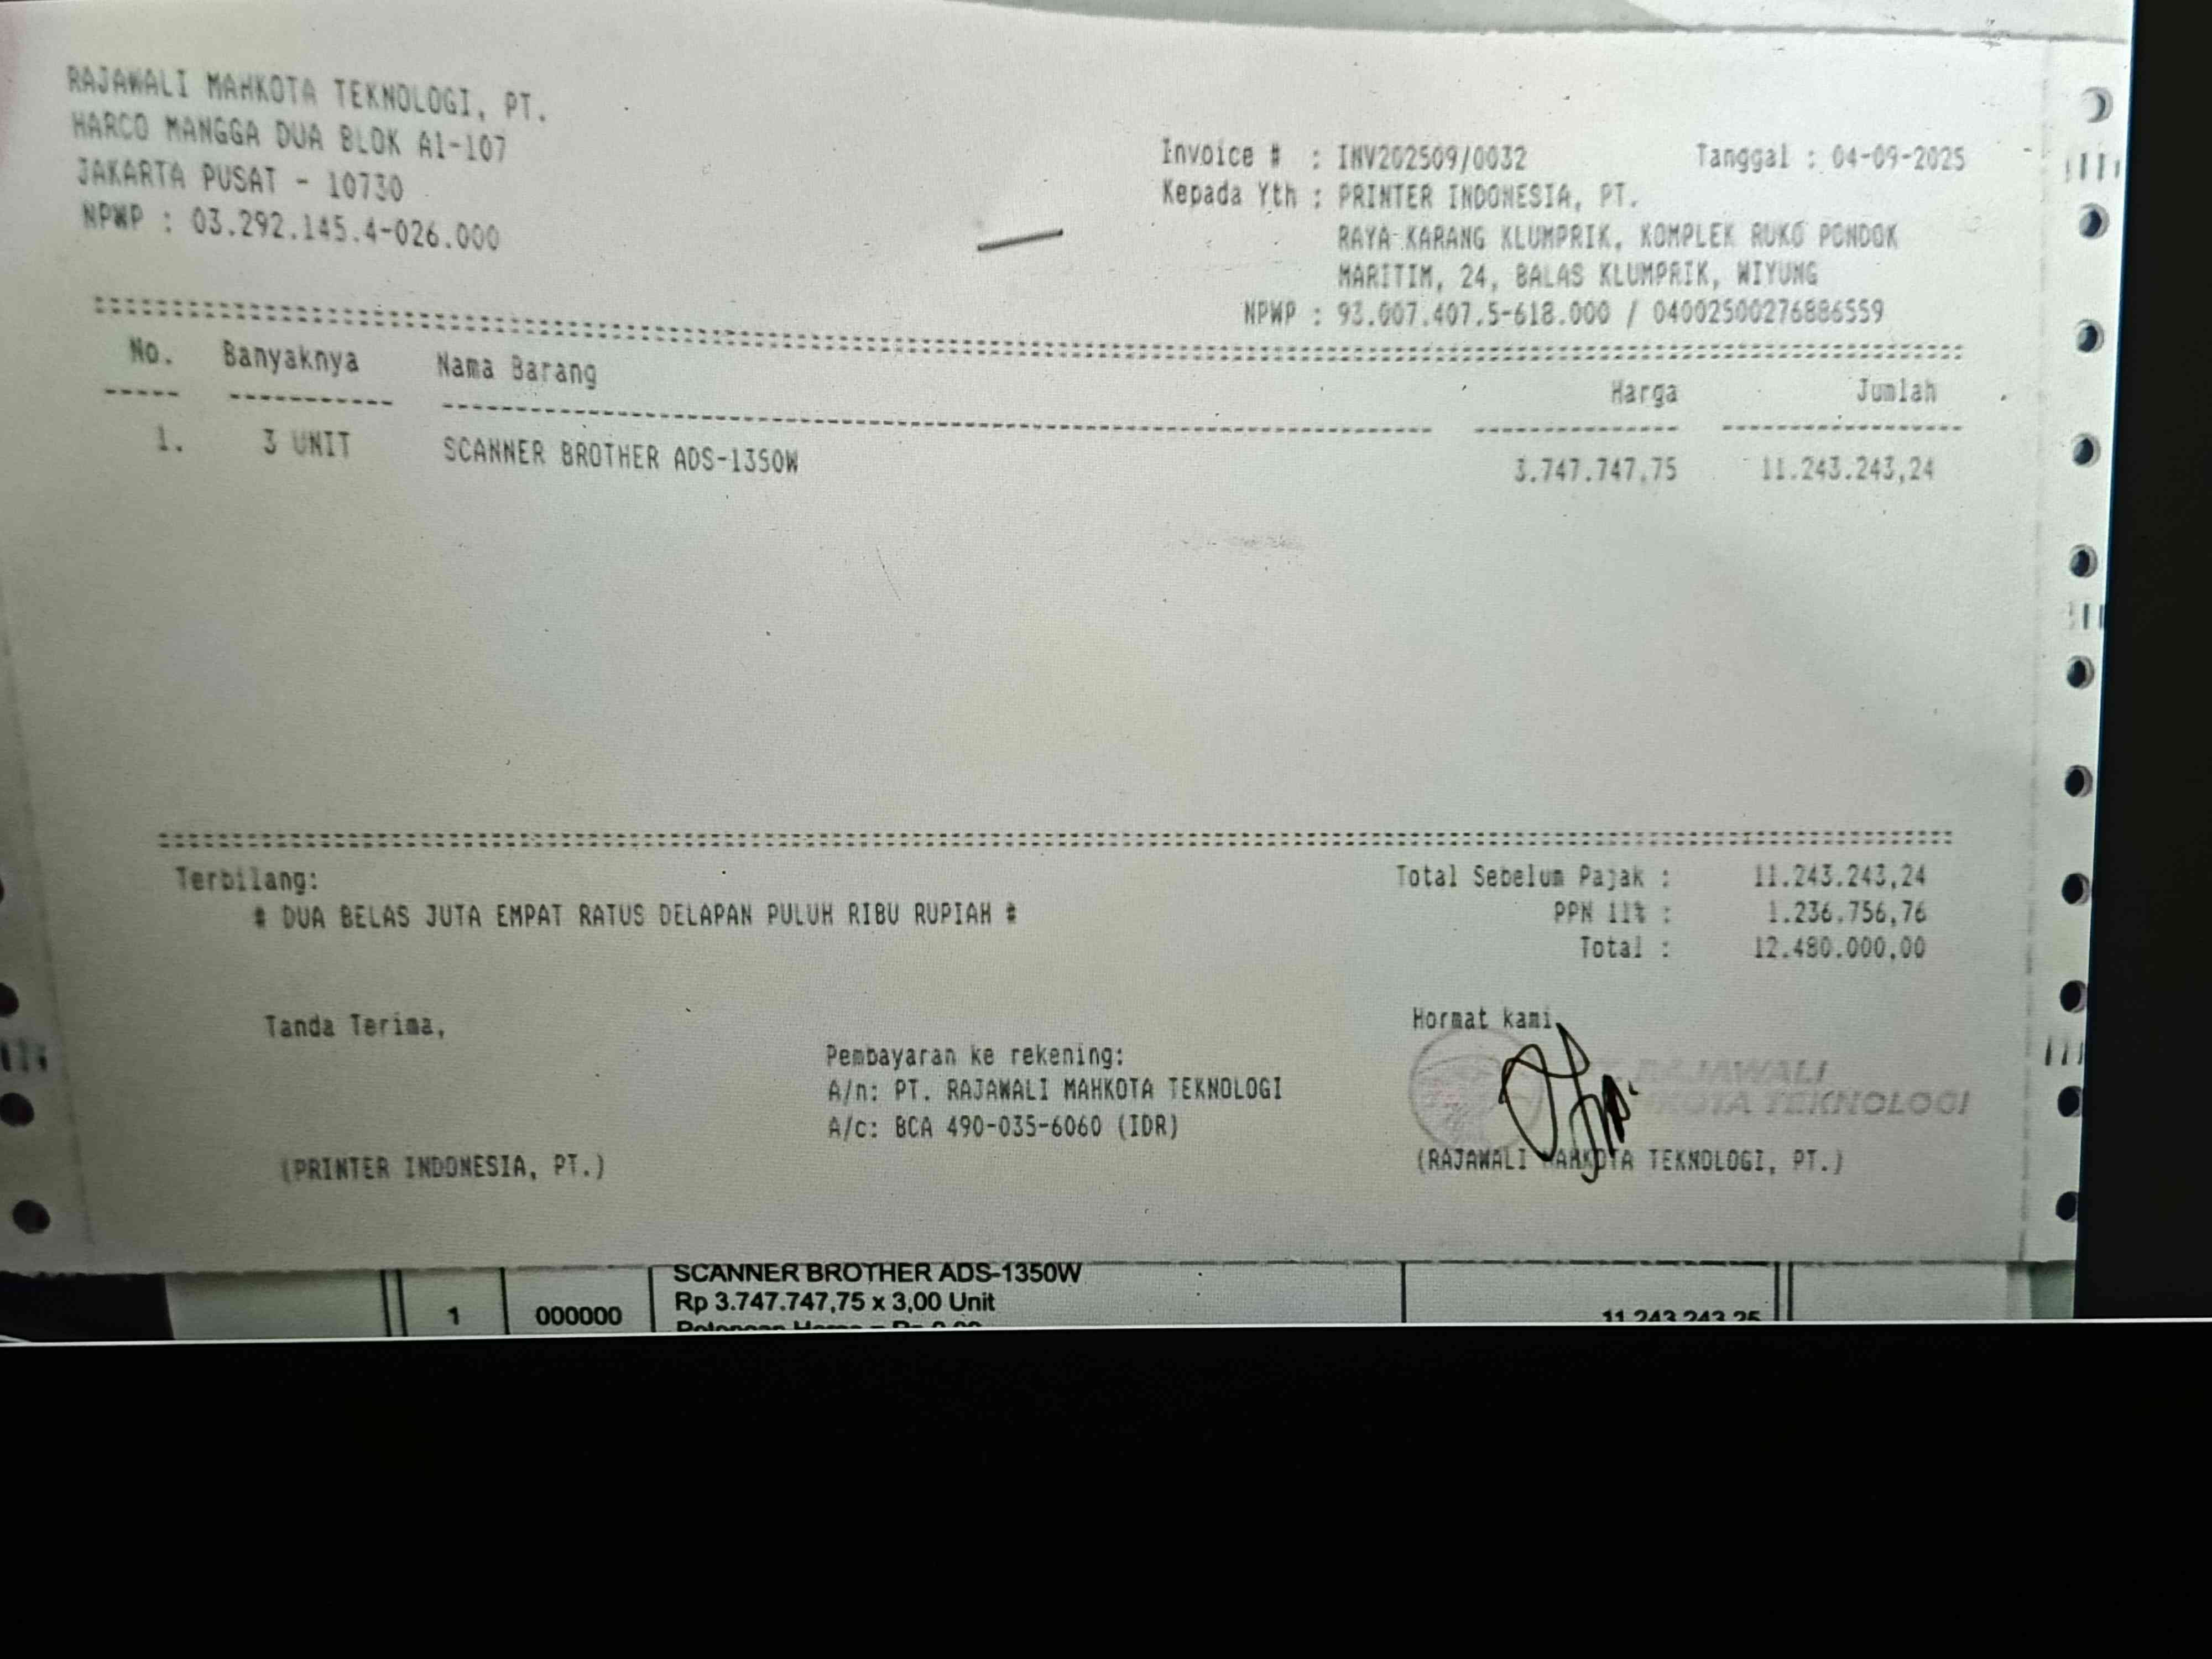 RAJAWALI MAHKOTA TEKNOLOGI, PT.
HARCO MANGGA DUA BLOK A1-107
JAKARTA PUSAT - 10730
NPWP : 03.292.145.4-026.000
Invoice # : INV202509/0032 Tanggal : 04-09-2025
Kepada Yth : PRINTER INDONESIA, PT.
RAYA KARANG KLUMPRIK, KOMPLEK RUKO PONDOK
MARITIM, 24, BALAS KLUMPRIK, WIYUNG
NPWP : 93.007.407.5-618.000 / 04002500276886559
No. Banyaknya Nama Barang Harga Jumlah
1. 3 UNIT SCANNER BROTHER ADS-1350W 3.747.747,75 11.243.243,24
Terbilang:
# DUA BELAS JUTA EMPAT RATUS DELAPAN PULUH RIBU RUPIAH #
Total Sebelum Pajak : 11.243.243,24
PPN 11% : 1.236.756,76
Total : 12.480.000,00
Tanda Terima,
(PRINTER INDONESIA, PT.)
Pembayaran ke rekening:
A/n: PT. RAJAWALI MAHKOTA TEKNOLOGI
A/c: BCA 490-035-6060 (IDR)
Hormat kami,
RAJAWALI
TEKNOLOGI
(RAJAWALI MAHKOTA TEKNOLOGI, PT.)
SCANNER BROTHER ADS-1350W
1 000000 Rp 3.747.747,75 x 3,00 Unit 11.243.243,25